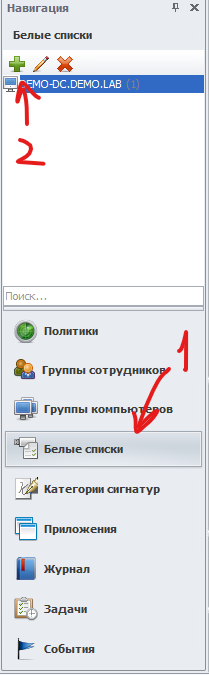 Навигация
Белые списки
DEMO-DC.DEMO.LAB (1)
2
Поиск...
Политики
1
Группы сотрудников
Группы компьютеров
Белые списки
Категории сигнатур
Приложения
Журнал
Задачи
События